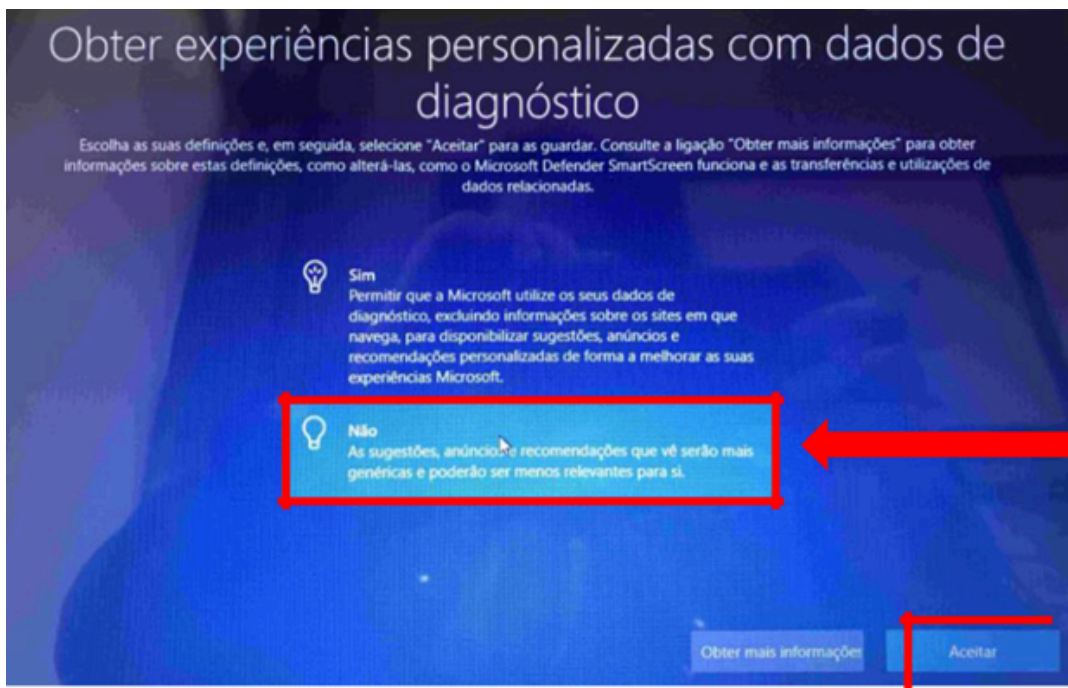 Obter experiências personalizadas com dados de
diagnóstico
Escolha as suas definições e, em seguida, selecione "Aceitar" para as guardar. Consulte a ligação "Obter mais informações" para obter
informações sobre estas definições, como alterá-las, como o Microsoft Defender SmartScreen funciona e as transferências e utilizações de
dados relacionadas.
Sim
Permitir que a Microsoft utilize os seus dados de
diagnóstico, excluindo informações sobre os sites em que
navega, para disponibilizar sugestões, anúncios e
recomendações personalizadas de forma a melhorar as suas
experiências Microsoft.
Não
As sugestões, anúncios e recomendações que vê serão mais
genéricas e poderão ser menos relevantes para si.
Obter mais informações
Aceitar